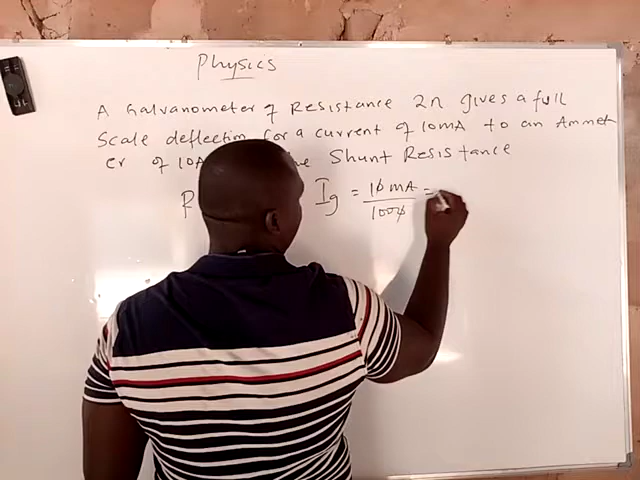 Physics
A Galvanometer of Resistance 2Ω gives a full
Scale deflection for a current of 10mA to an Ammet
er of 10A Shunt Resistance
R Ig = 10mA =
1000